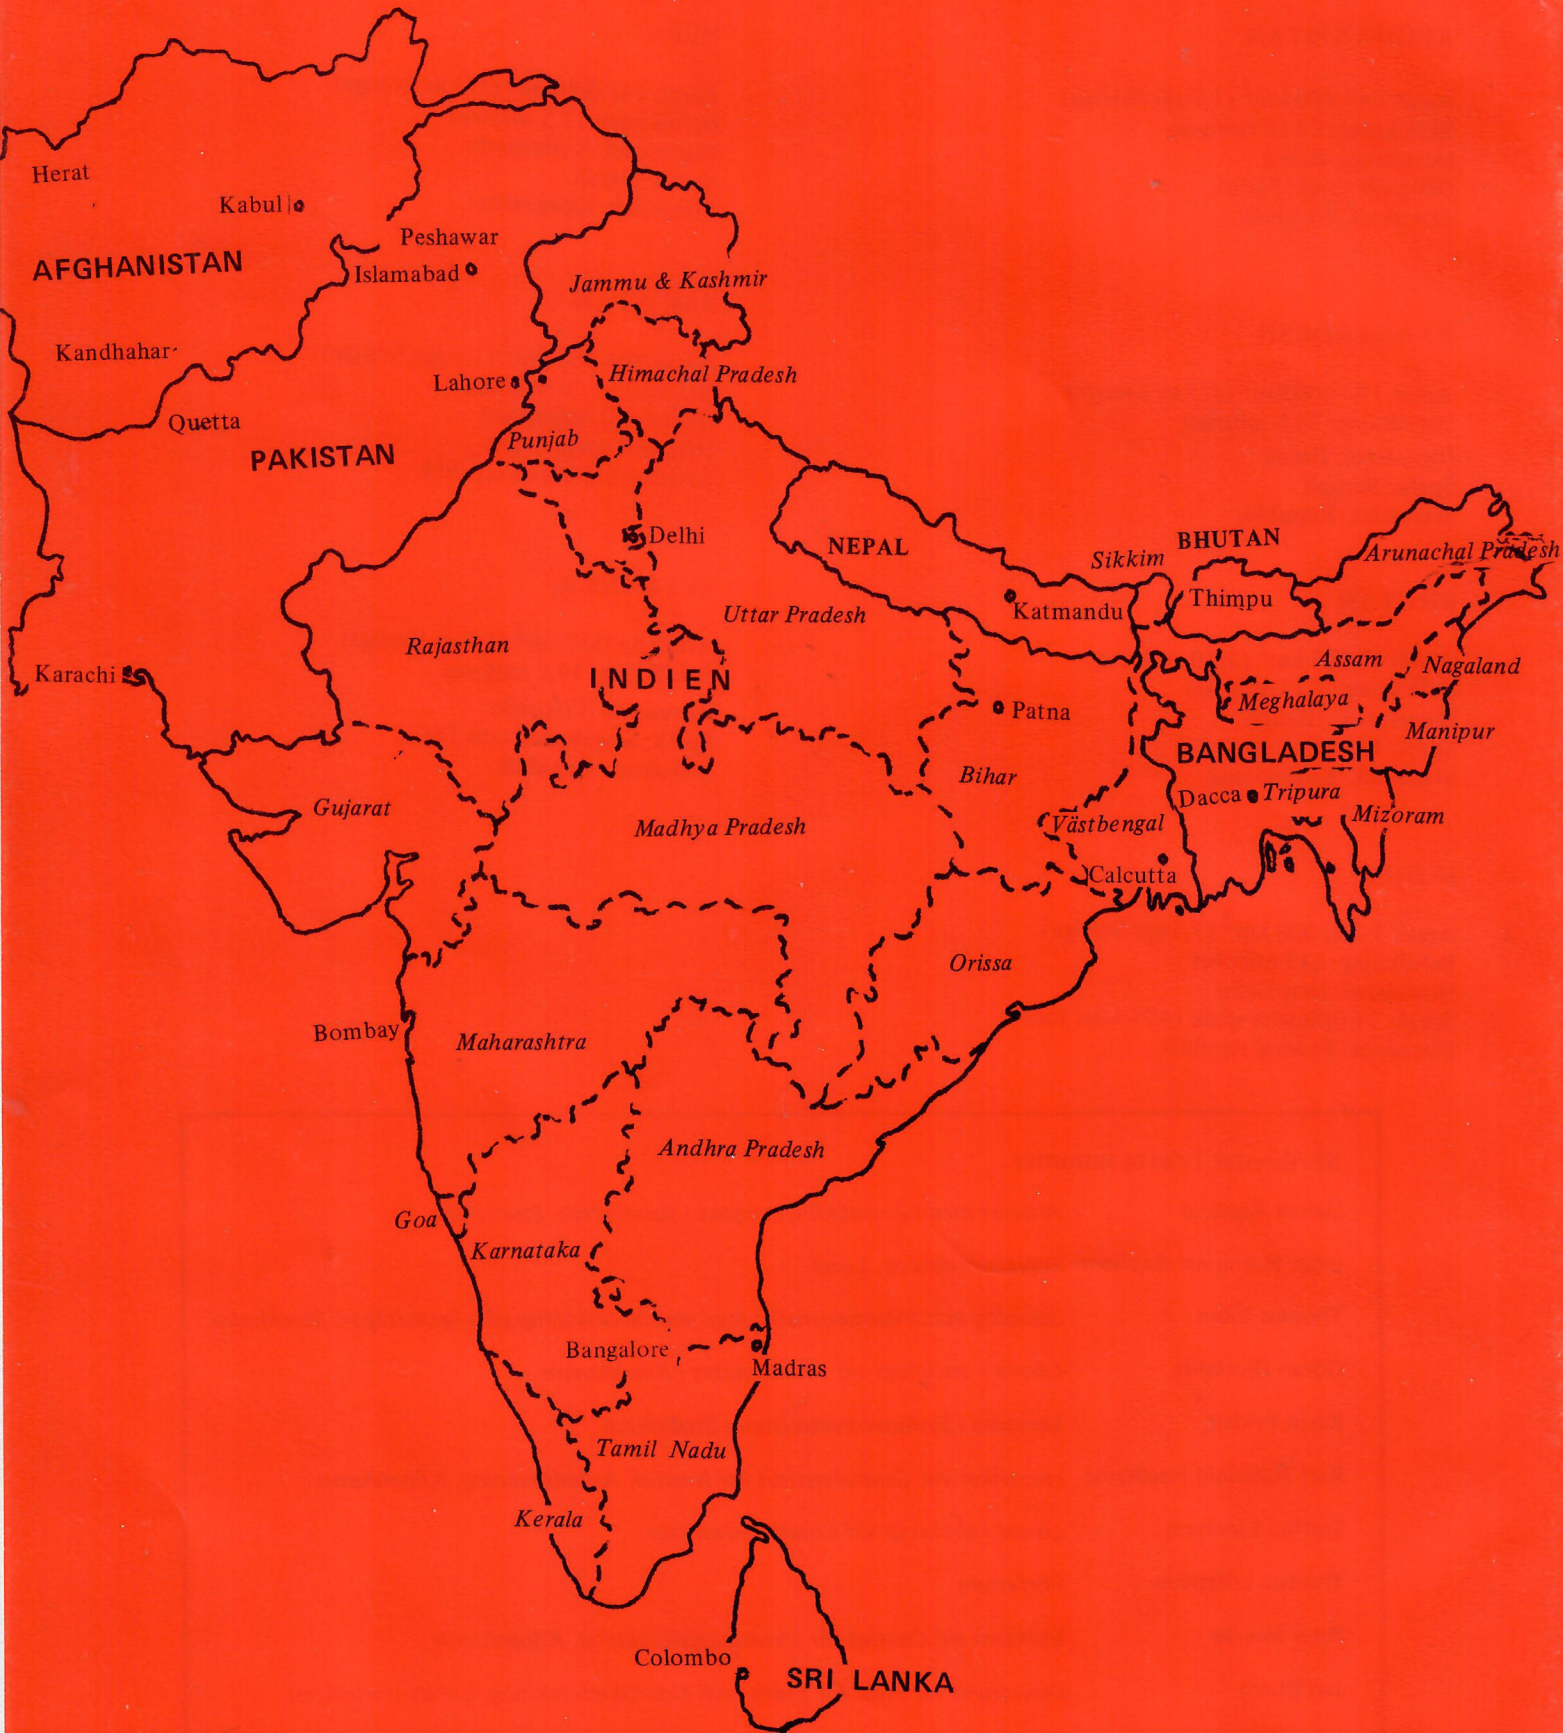 Herat
Kabul
Peshawar
AFGHANISTAN
Islamabad
Jammu & Kashmir
Kandhahar
Lahore
Himachal Pradesh
Quetta
Punjab
PAKISTAN
Delhi
NEPAL
BHUTAN
Sikkim
Arunachal Pradesh
Thimpu
Katmandu
Uttar Pradesh
Rajasthan
Assam
Nagaland
Karachi
INDIEN
Meghalaya
Patna
Manipur
BANGLADESH
Bihar
Dacca
Tripura
Gujarat
Mizoram
Madhya Pradesh
Västbengal
Calcutta
Orissa
Bombay
Maharashtra
Andhra Pradesh
Goa
Karnataka
Bangalore
Madras
Tamil Nadu
Kerala
Colombo
SRI LANKA